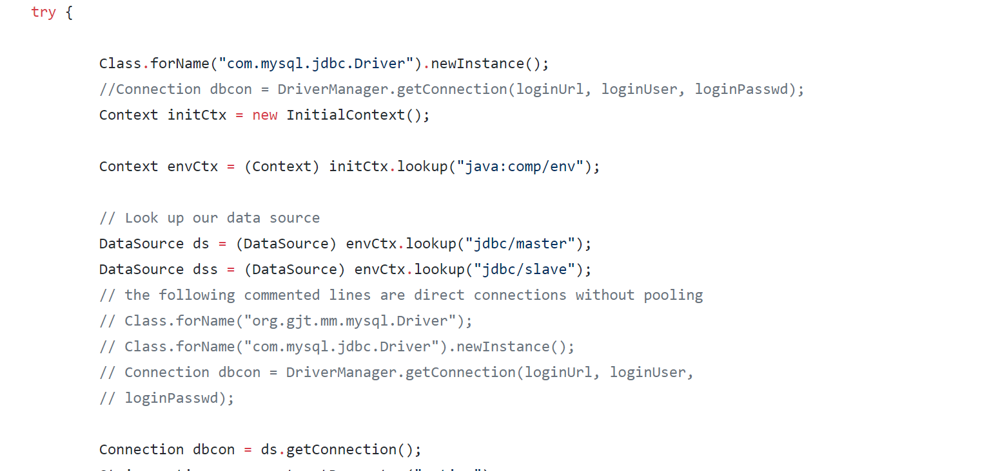 try {
Class.forName("com.mysql.jdbc.Driver").newInstance();
//Connection dbcon = DriverManager.getConnection(loginUrl, loginUser, loginPasswd);
Context initCtx = new InitialContext();
Context envCtx = (Context) initCtx.lookup("java:comp/env");
// Look up our data source
DataSource ds = (DataSource) envCtx.lookup("jdbc/master");
DataSource dss = (DataSource) envCtx.lookup("jdbc/slave");
// the following commented lines are direct connections without pooling
// Class.forName("org.gjt.mm.mysql.Driver");
// Class.forName("com.mysql.jdbc.Driver").newInstance();
// Connection dbcon = DriverManager.getConnection(loginUrl, loginUser,
// loginPasswd);
Connection dbcon = ds.getConnection();